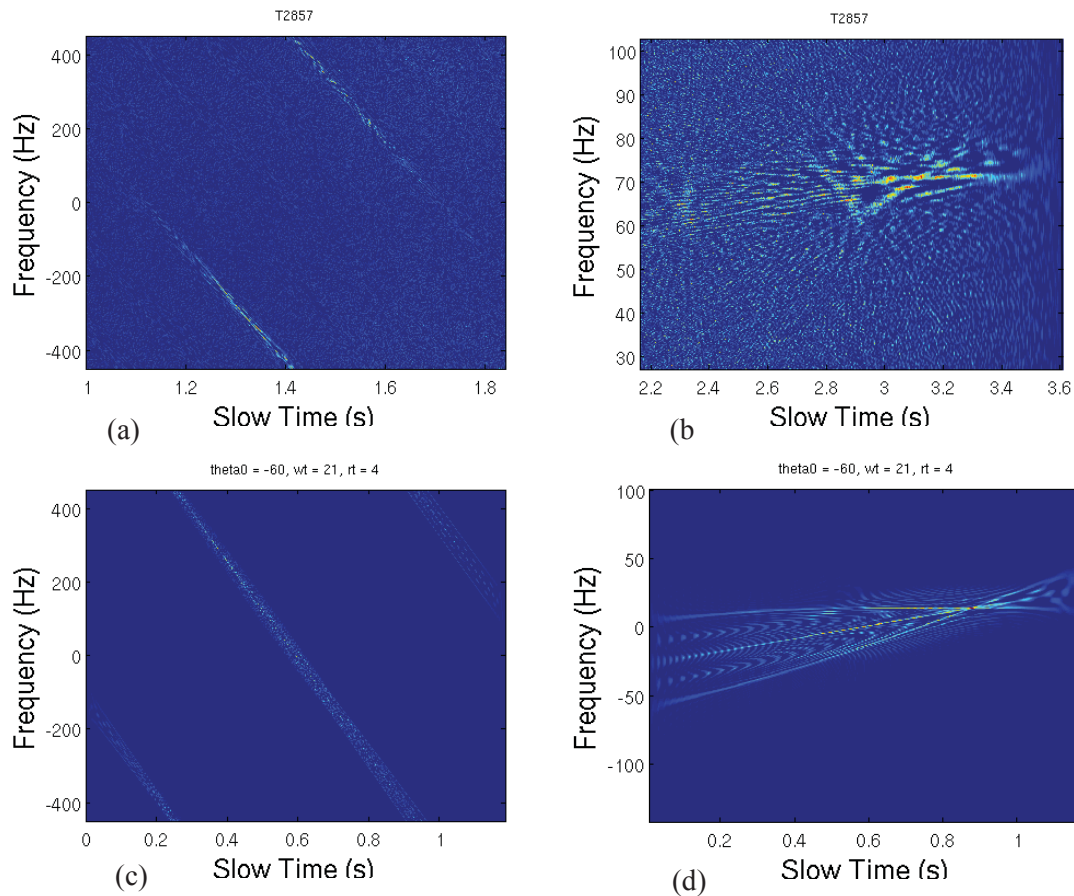 T2857
T2857
400
200
0
-200
-400
Frequency (Hz)
1
1.2
1.4
1.6
1.8
Slow Time (s)
(a)
100
90
80
70
60
50
40
30
Frequency (Hz)
2.2
2.4
2.6
2.8
3
3.2
3.4
3.6
Slow Time (s)
(b
theta0 = -60, wt = 21, rt = 4
theta0 = -60, wt = 21, rt = 4
400
200
0
-200
-400
Frequency (Hz)
0
0.2
0.4
0.6
0.8
1
Slow Time (s)
(c)
100
50
0
-50
-100
Frequency (Hz)
0.2
0.4
0.6
0.8
1
Slow Time (s)
(d)